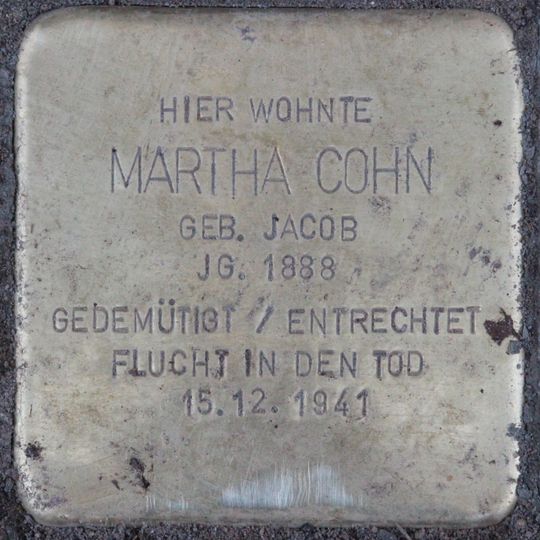 HIER WOHNTE
MARTHA COHN
GEB. JACOB
JG. 1888
GEDEMÜTIGT / ENTRECHTET
FLUCHT IN DEN TOD
15.12. 1941